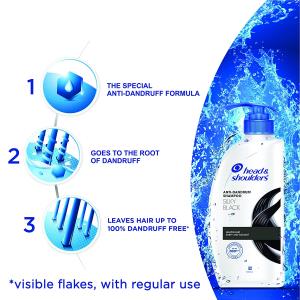 1
THE SPECIAL
ANTI-DANDRUFF FORMULA
2
GOES TO THE ROOT
OF DANDRUFF
3
LEAVES HAIR UP TO
100% DANDRUFF FREE*
head&
shoulders
ANTI-DANDRUFF
SHAMPOO
SILKY
BLACK
*visible flakes, with regular use